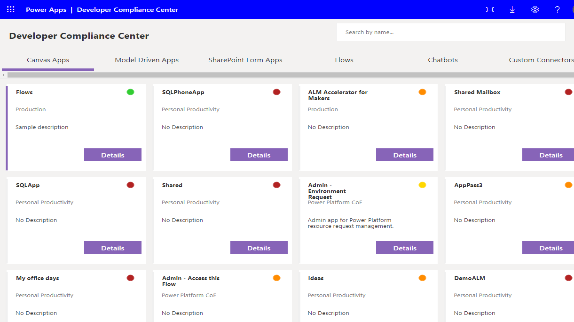 Power Apps | Developer Compliance Center
Developer Compliance Center
Search by name...
Canvas Apps Model Driven Apps SharePoint Form Apps Flows Chatbots Custom Connectors
Flows
Production
Sample description
Details
SQLPhoneApp
Personal Productivity
No Description
Details
ALM Accelerator for
Makers
Production
No Description
Details
Shared Mailbox
Personal Productivity
No Description
Details
SQLApp
Personal Productivity
No Description
Details
Shared
Personal Productivity
No Description
Details
Admin -
Environment
Request
Power Platform CoE
Admin app for Power Platform
resource request management.
Details
AppPass3
Personal Productivity
No Description
Details
My office days
Personal Productivity
No Description
Admin - Access this
Flow
Power Platform CoE
No Description
Ideas
Personal Productivity
No Description
DemoALM
Personal Productivity
No Description